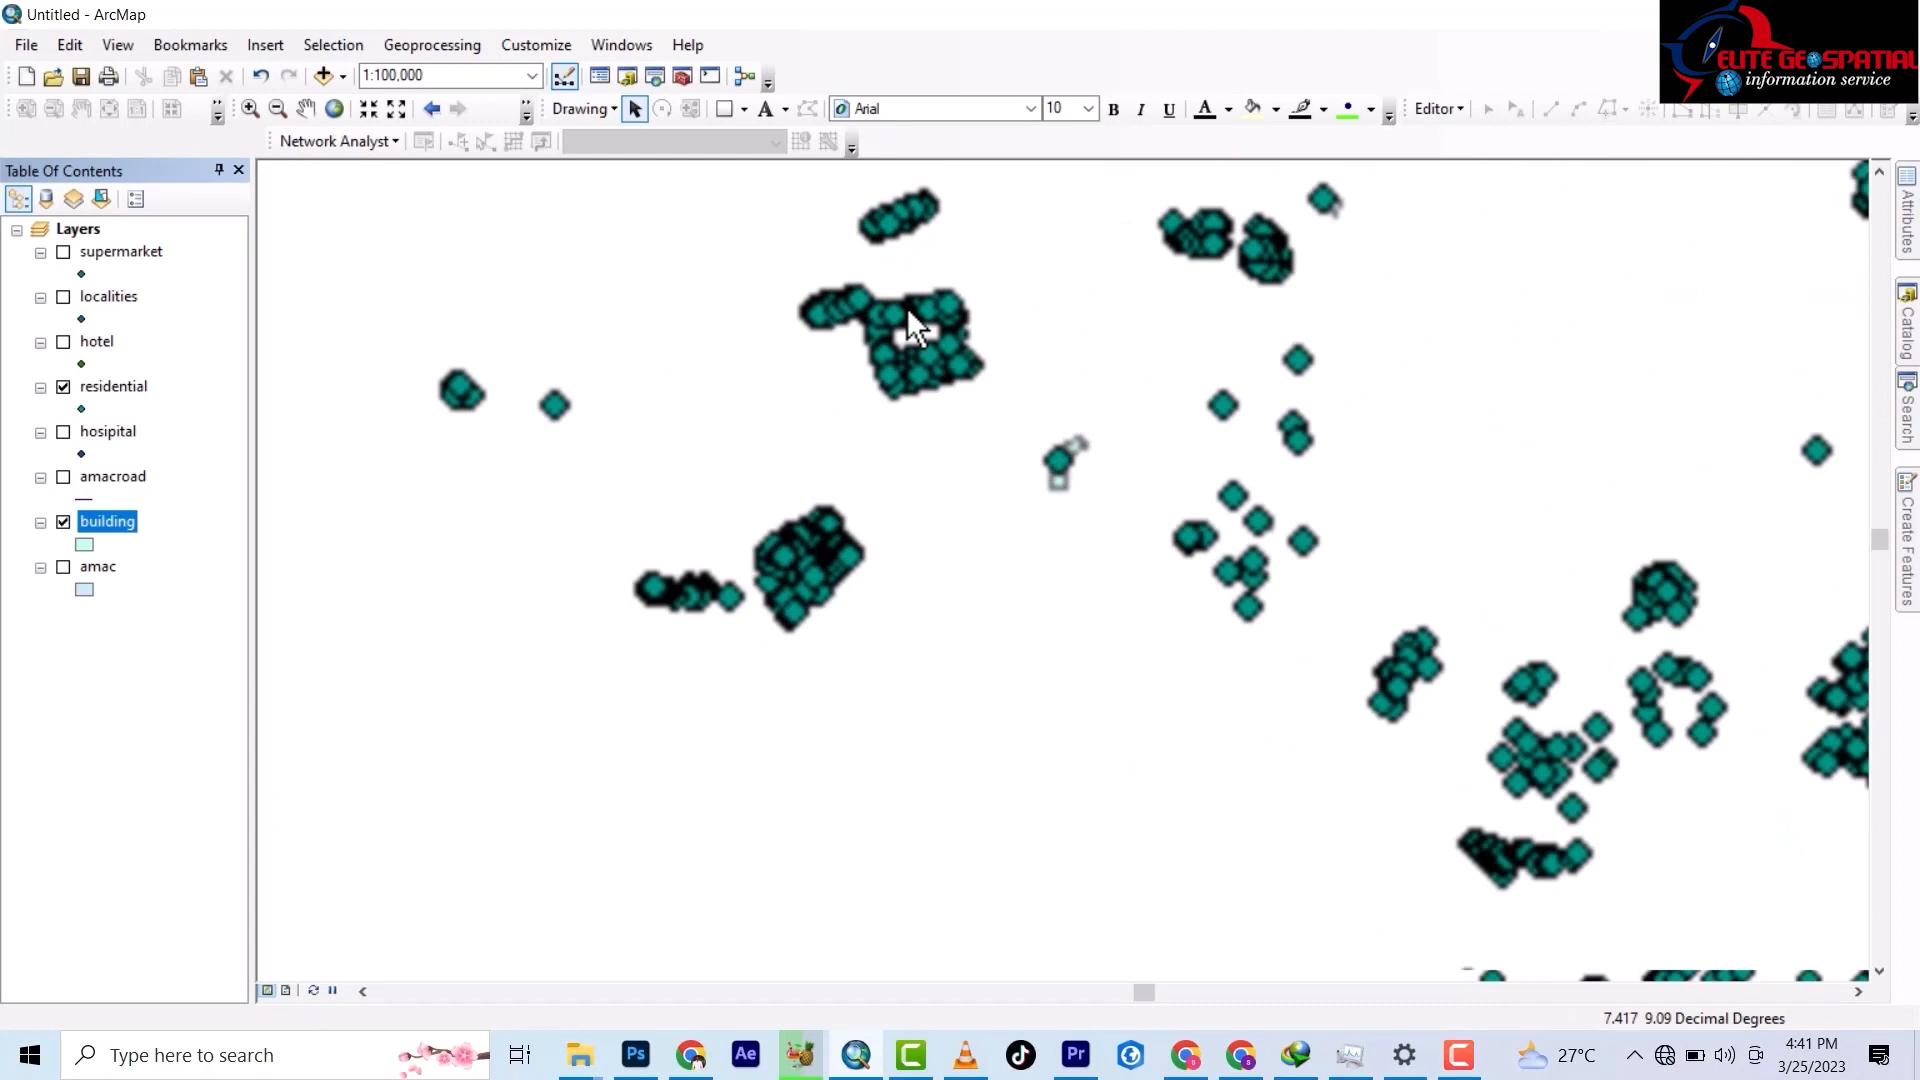 Untitled - ArcMap
ELITE GEOSPATIAL
information service
File Edit View Bookmarks Insert Selection Geoprocessing Customize Windows Help
1:100,000
Drawing A Arial 10 B I U A Editor
Network Analyst
Table Of Contents
Layers
supermarket
localities
hotel
residential
hosipital
amacroad
building
amac
Attributes
Catalog
Search
Create Features
7.417 9.09 Decimal Degrees
Type here to search
Ps
Ae
Pr
27°C
4:41 PM
3/25/2023